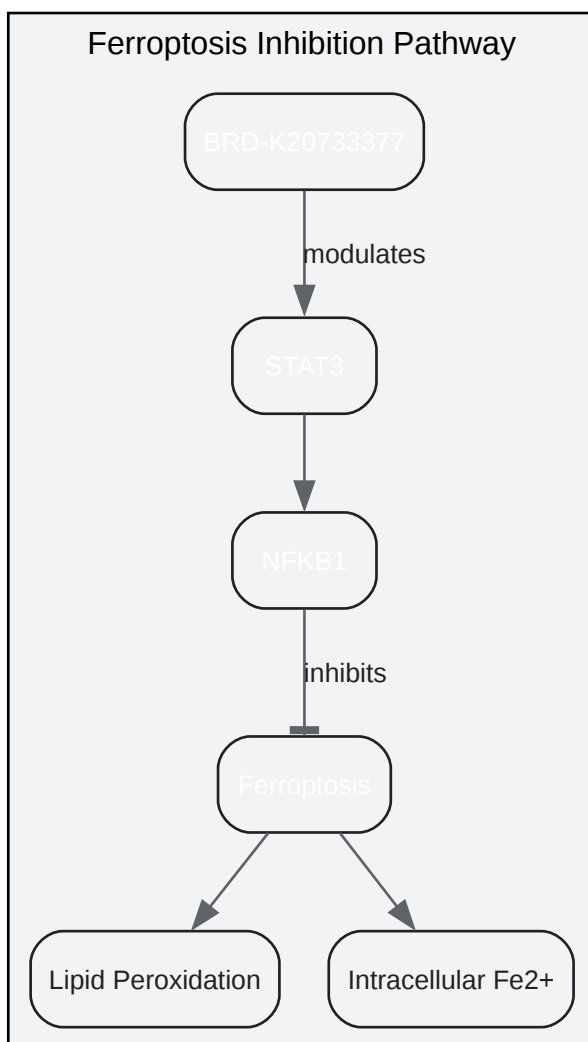 Ferroptosis Inhibition Pathway
BRD-K20733377
modulates
STAT3
NFKB1
inhibits
Ferroptosis
Lipid Peroxidation
Intracellular Fe2+